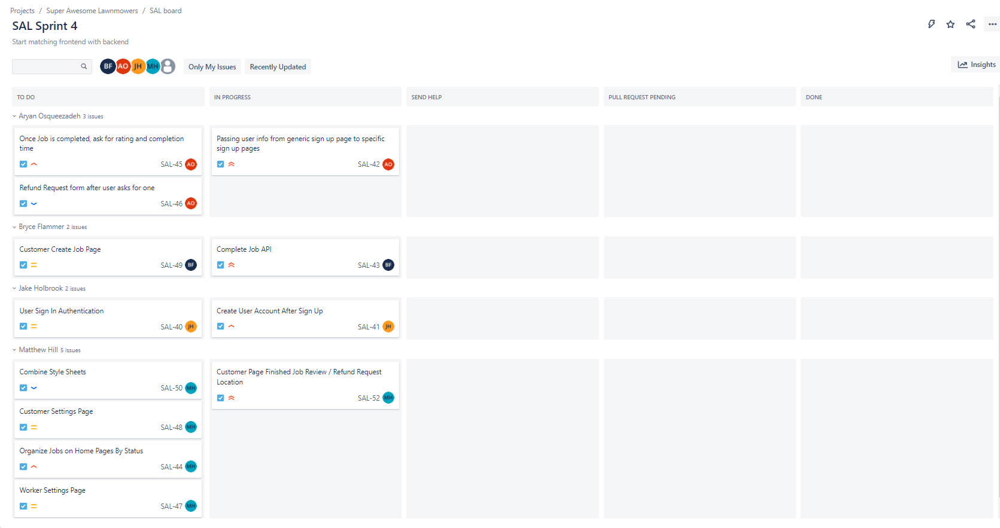 Projects / Super Awesome Lawnmowers / SAL board
SAL Sprint 4
Start matching frontend with backend
BF AO JH MH Only My Issues Recently Updated
Insights
TO DO IN PROGRESS SEND HELP PULL REQUEST PENDING DONE
Aryan Osqueezadeh 3 issues
Once Job is completed, ask for rating and completion
time
SAL-45 AO
Passing user info from generic sign up page to specific
sign up pages
SAL-42 AO
Refund Request form after user asks for one
SAL-46 AO
Bryce Flammer 2 issues
Customer Create Job Page
SAL-49 BF
Complete Job API
SAL-43 BF
Jake Holbrook 2 issues
User Sign In Authentication
SAL-40 JH
Create User Account After Sign Up
SAL-41 JH
Matthew Hill 5 issues
Combine Style Sheets
SAL-50 MH
Customer Page Finished Job Review / Refund Request
Location
SAL-52 MH
Customer Settings Page
SAL-48 MH
Organize Jobs on Home Pages By Status
SAL-44 MH
Worker Settings Page
SAL-47 MH